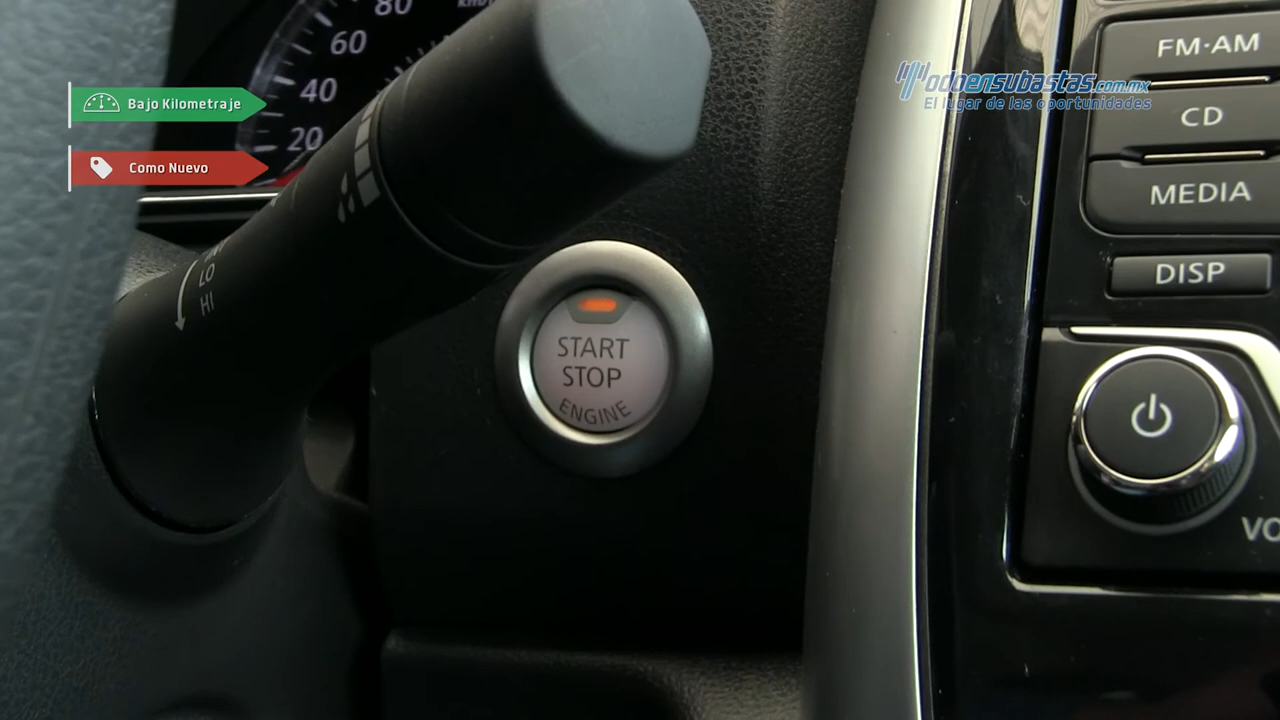 80
60
40
20
Bajo Kilometraje
Como Nuevo
LO
HI
START
STOP
ENGINE
Modoensubastas.com.mx
El lugar de las oportunidades
FM·AM
CD
MEDIA
DISP
VO